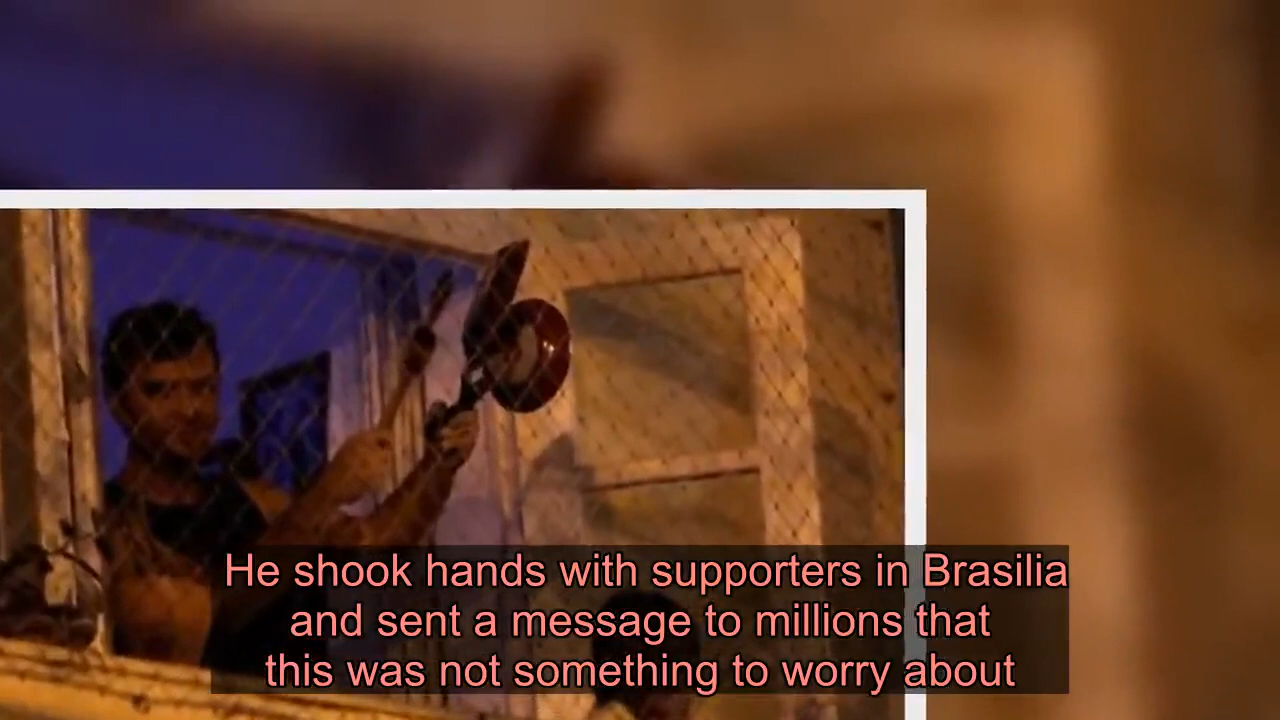 He shook hands with supporters in Brasilia
and sent a message to millions that
this was not something to worry about